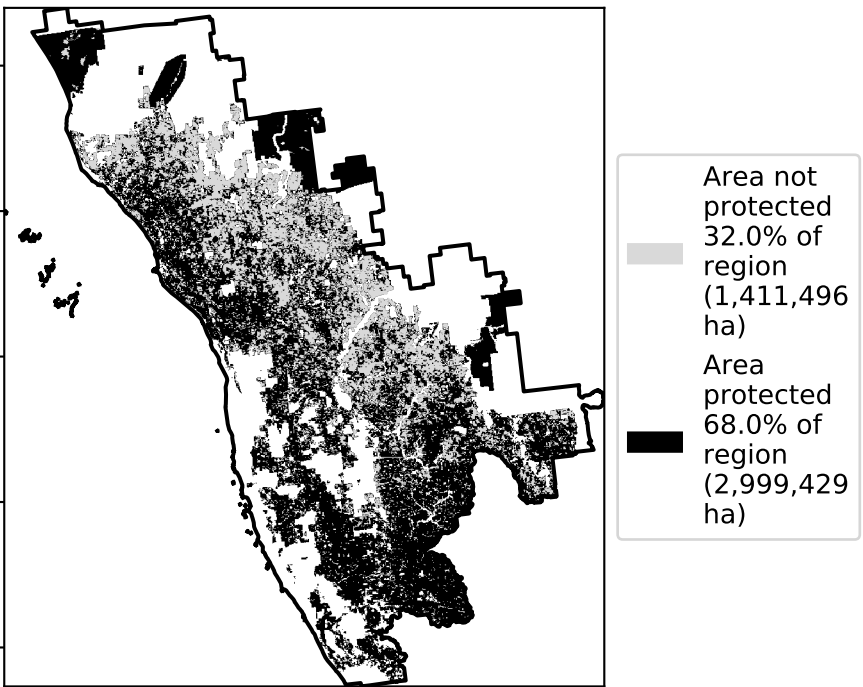 Area not
protected
32.0% of
region
(1,411,496
ha)
Area
protected
68.0% of
region
(2,999,429
ha)